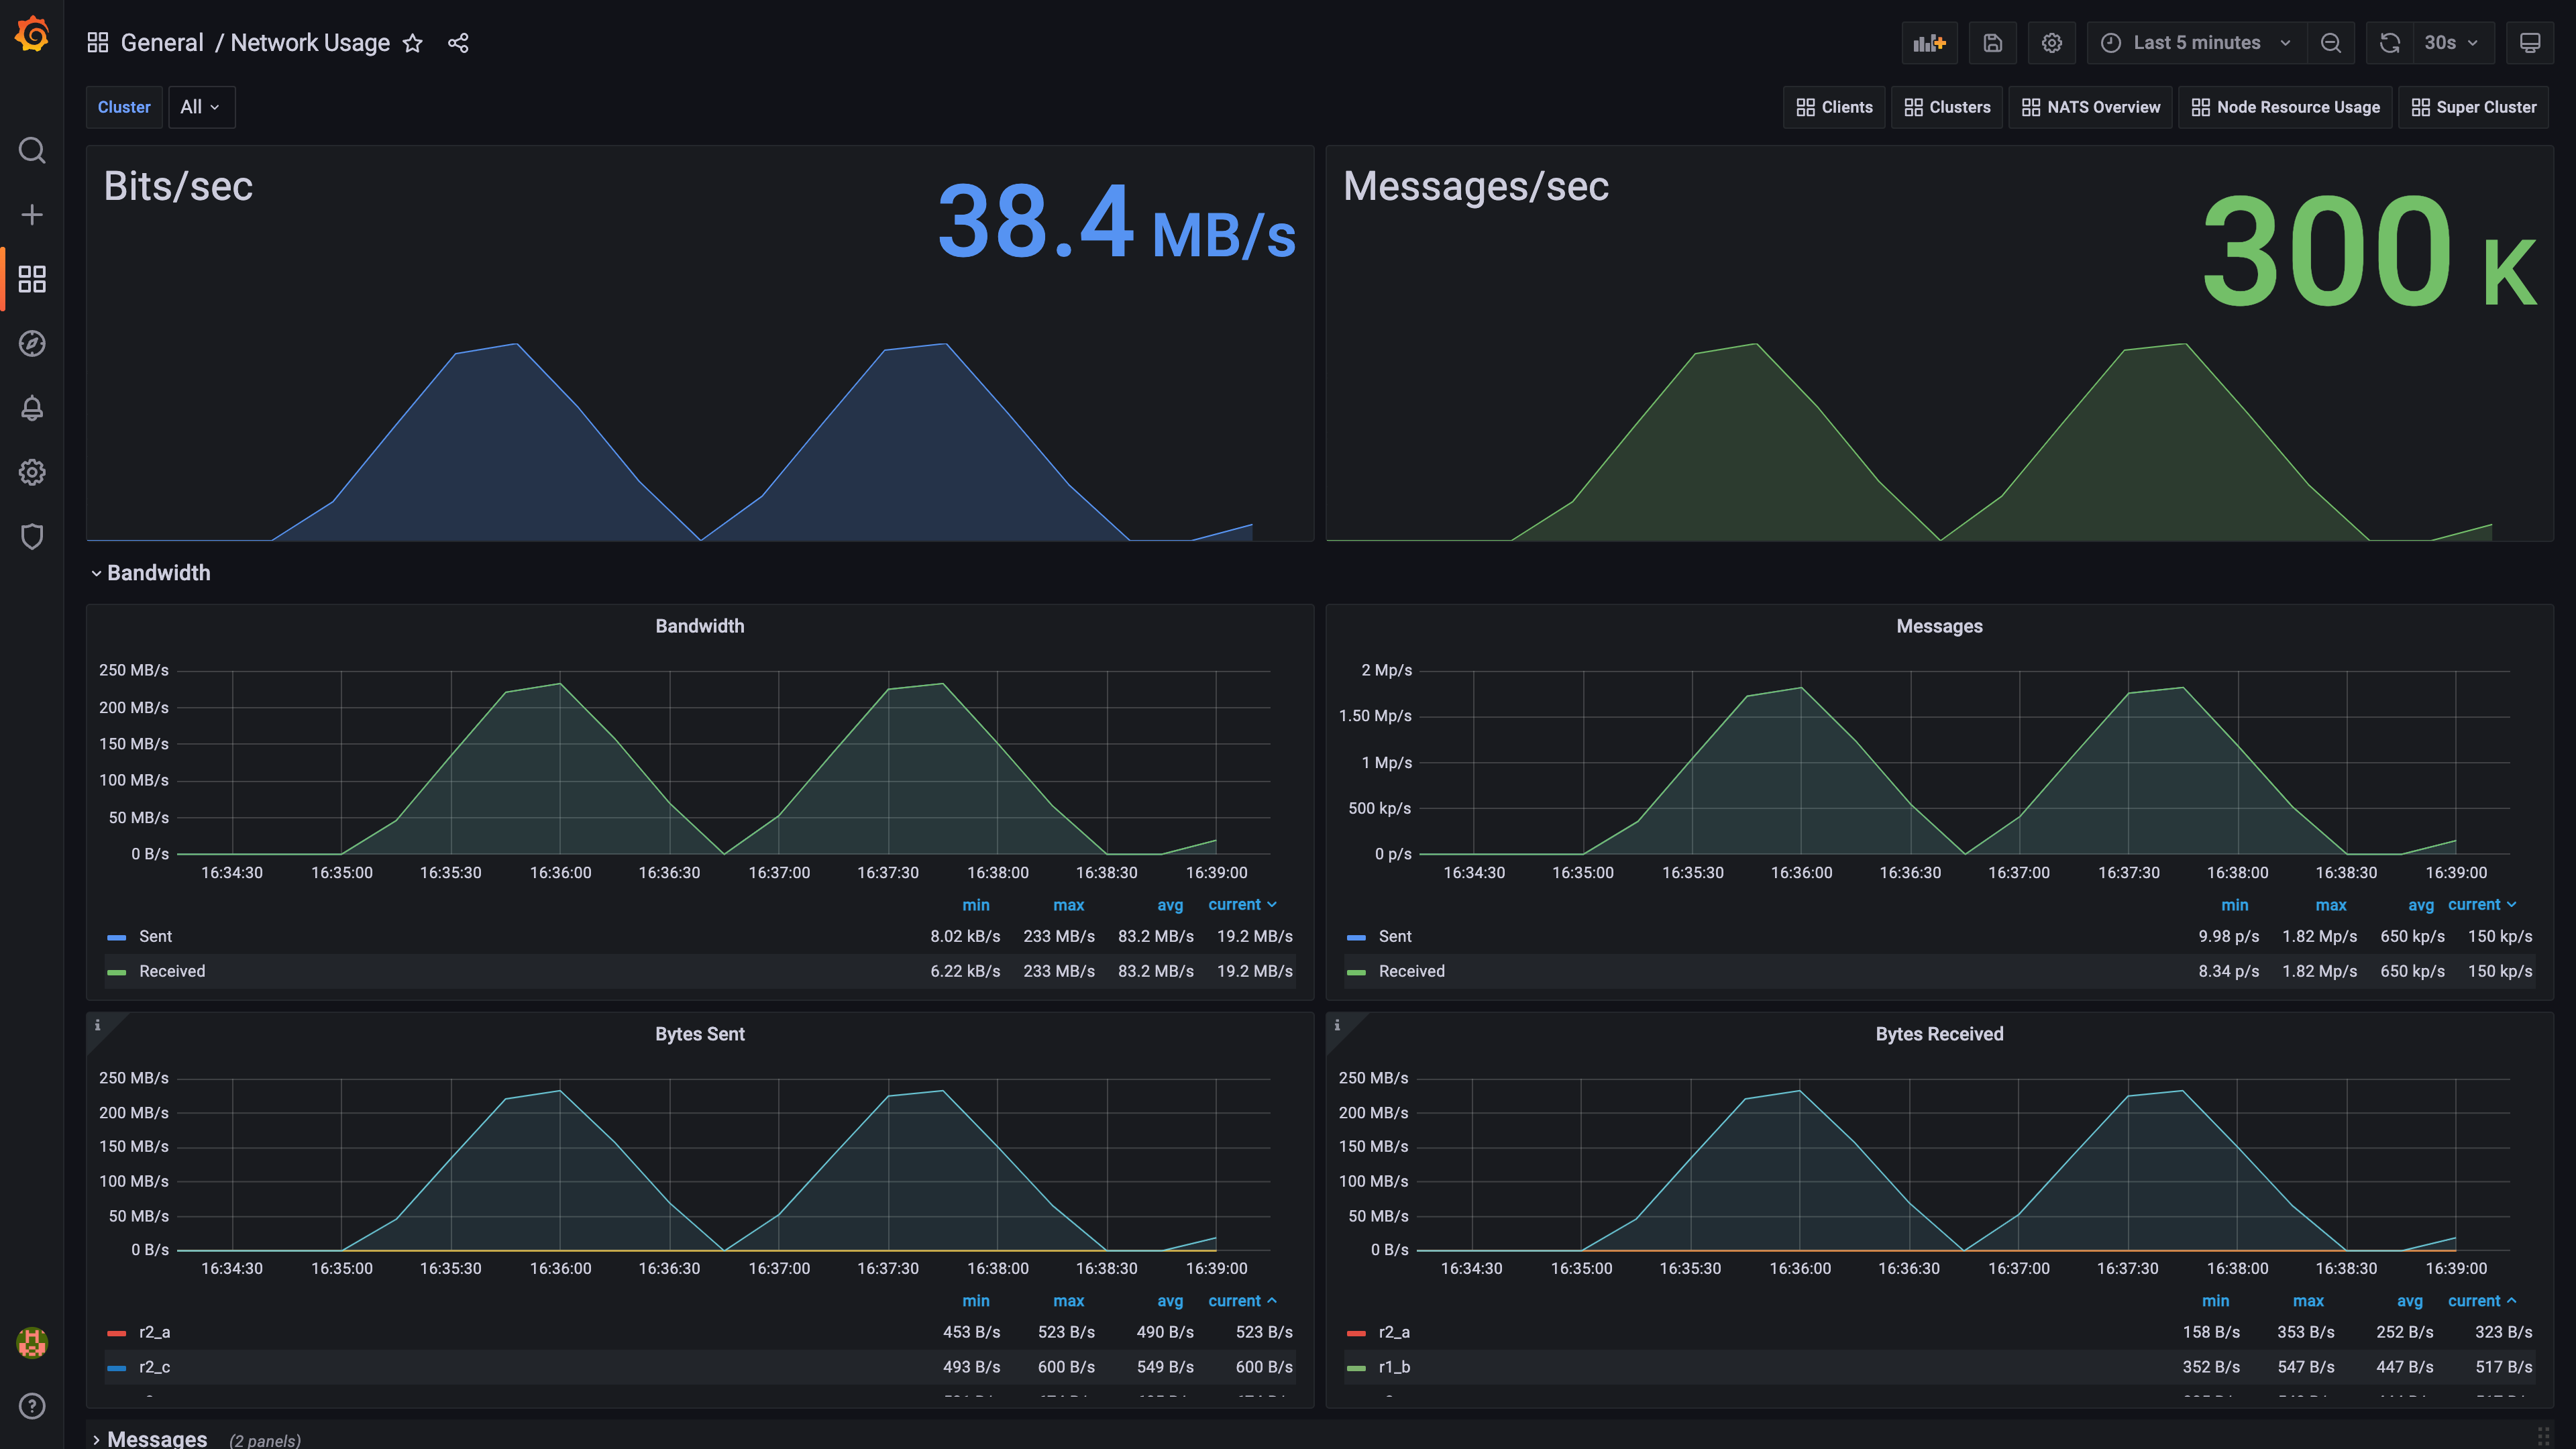 General / Network Usage
Last 5 minutes
30s
Cluster All
Clients Clusters NATS Overview Node Resource Usage Super Cluster
Bits/sec
38.4 MB/s
Messages/sec
300 K
Bandwidth
Bandwidth
250 MB/s
200 MB/s
150 MB/s
100 MB/s
50 MB/s
0 B/s
16:34:30 16:35:00 16:35:30 16:36:00 16:36:30 16:37:00 16:37:30 16:38:00 16:38:30 16:39:00
min max avg current
Sent 8.02 kB/s 233 MB/s 83.2 MB/s 19.2 MB/s
Received 6.22 kB/s 233 MB/s 83.2 MB/s 19.2 MB/s
Messages
2 Mp/s
1.50 Mp/s
1 Mp/s
500 kp/s
0 p/s
16:34:30 16:35:00 16:35:30 16:36:00 16:36:30 16:37:00 16:37:30 16:38:00 16:38:30 16:39:00
min max avg current
Sent 9.98 p/s 1.82 Mp/s 650 kp/s 150 kp/s
Received 8.34 p/s 1.82 Mp/s 650 kp/s 150 kp/s
i
Bytes Sent
250 MB/s
200 MB/s
150 MB/s
100 MB/s
50 MB/s
0 B/s
16:34:30 16:35:00 16:35:30 16:36:00 16:36:30 16:37:00 16:37:30 16:38:00 16:38:30 16:39:00
min max avg current
r2_a 453 B/s 523 B/s 490 B/s 523 B/s
r2_c 493 B/s 600 B/s 549 B/s 600 B/s
i
Bytes Received
250 MB/s
200 MB/s
150 MB/s
100 MB/s
50 MB/s
0 B/s
16:34:30 16:35:00 16:35:30 16:36:00 16:36:30 16:37:00 16:37:30 16:38:00 16:38:30 16:39:00
min max avg current
r2_a 158 B/s 353 B/s 252 B/s 323 B/s
r1_b 352 B/s 547 B/s 447 B/s 517 B/s
Messages (2 panels)